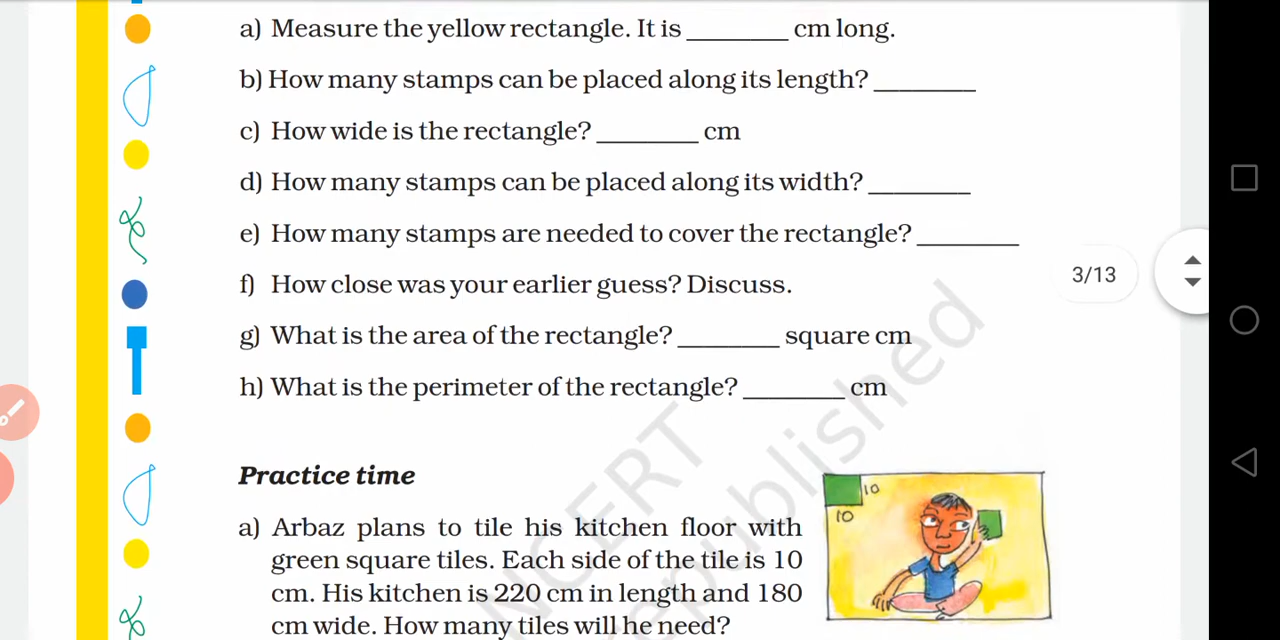 a) Measure the yellow rectangle. It is ________ cm long.
b) How many stamps can be placed along its length? ________
c) How wide is the rectangle? ________ cm
d) How many stamps can be placed along its width? ________
e) How many stamps are needed to cover the rectangle? ________
f) How close was your earlier guess? Discuss.
3/13
g) What is the area of the rectangle? ________ square cm
h) What is the perimeter of the rectangle? ________ cm
Practice time
10
10
a) Arbaz plans to tile his kitchen floor with
green square tiles. Each side of the tile is 10
cm. His kitchen is 220 cm in length and 180
cm wide. How many tiles will he need?
NCERT
republished